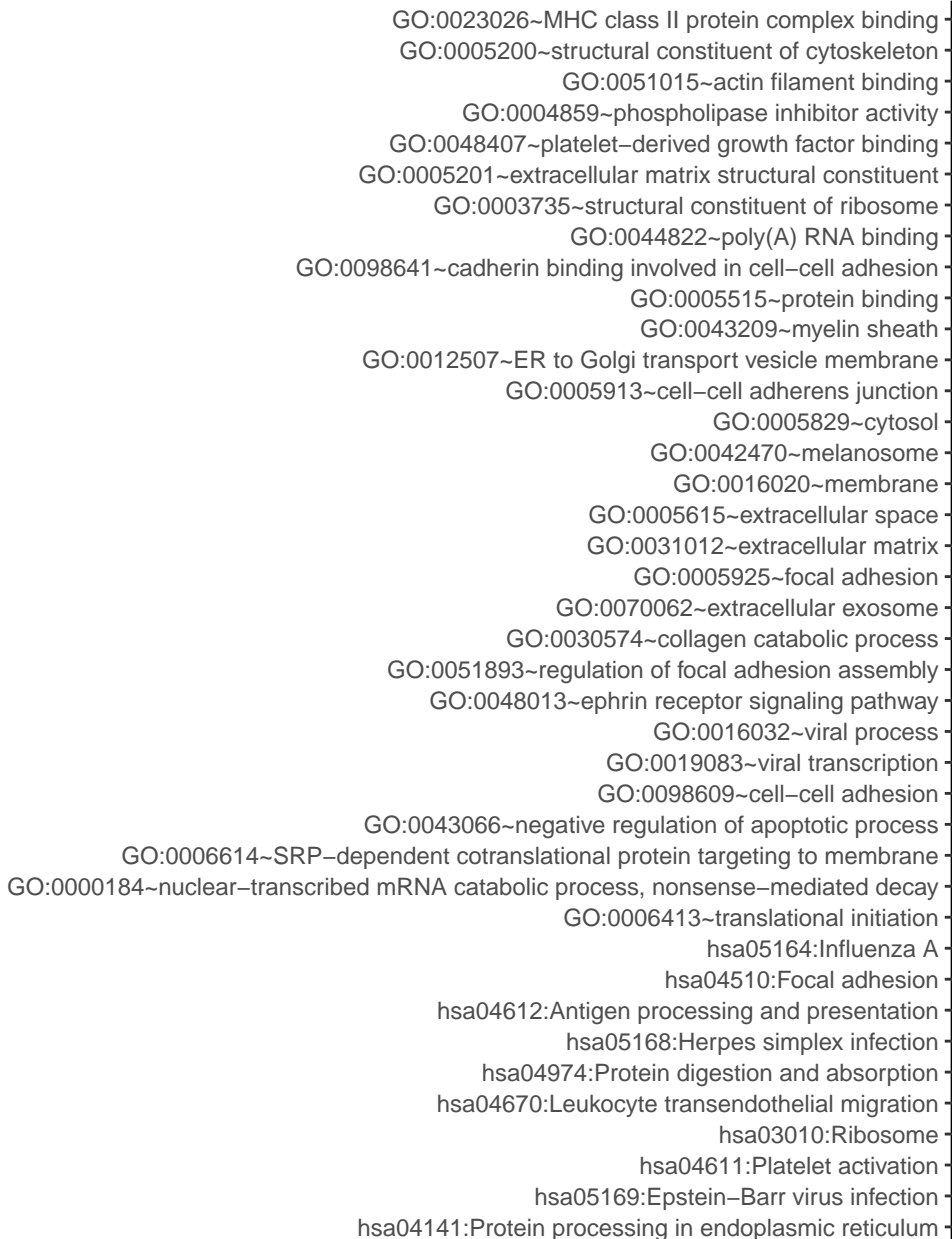 GO:0023026~MHC class II protein complex binding
GO:0005200~structural constituent of cytoskeleton
GO:0051015~actin filament binding
GO:0004859~phospholipase inhibitor activity
GO:0048407~platelet−derived growth factor binding
GO:0005201~extracellular matrix structural constituent
GO:0003735~structural constituent of ribosome
GO:0044822~poly(A) RNA binding
GO:0098641~cadherin binding involved in cell−cell adhesion
GO:0005515~protein binding
GO:0043209~myelin sheath
GO:0012507~ER to Golgi transport vesicle membrane
GO:0005913~cell−cell adherens junction
GO:0005829~cytosol
GO:0042470~melanosome
GO:0016020~membrane
GO:0005615~extracellular space
GO:0031012~extracellular matrix
GO:0005925~focal adhesion
GO:0070062~extracellular exosome
GO:0030574~collagen catabolic process
GO:0051893~regulation of focal adhesion assembly
GO:0048013~ephrin receptor signaling pathway
GO:0016032~viral process
GO:0019083~viral transcription
GO:0098609~cell−cell adhesion
GO:0043066~negative regulation of apoptotic process
GO:0006614~SRP−dependent cotranslational protein targeting to membrane
GO:0000184~nuclear−transcribed mRNA catabolic process, nonsense−mediated decay
GO:0006413~translational initiation
hsa05164:Influenza A
hsa04510:Focal adhesion
hsa04612:Antigen processing and presentation
hsa05168:Herpes simplex infection
hsa04974:Protein digestion and absorption
hsa04670:Leukocyte transendothelial migration
hsa03010:Ribosome
hsa04611:Platelet activation
hsa05169:Epstein−Barr virus infection
hsa04141:Protein processing in endoplasmic reticulum